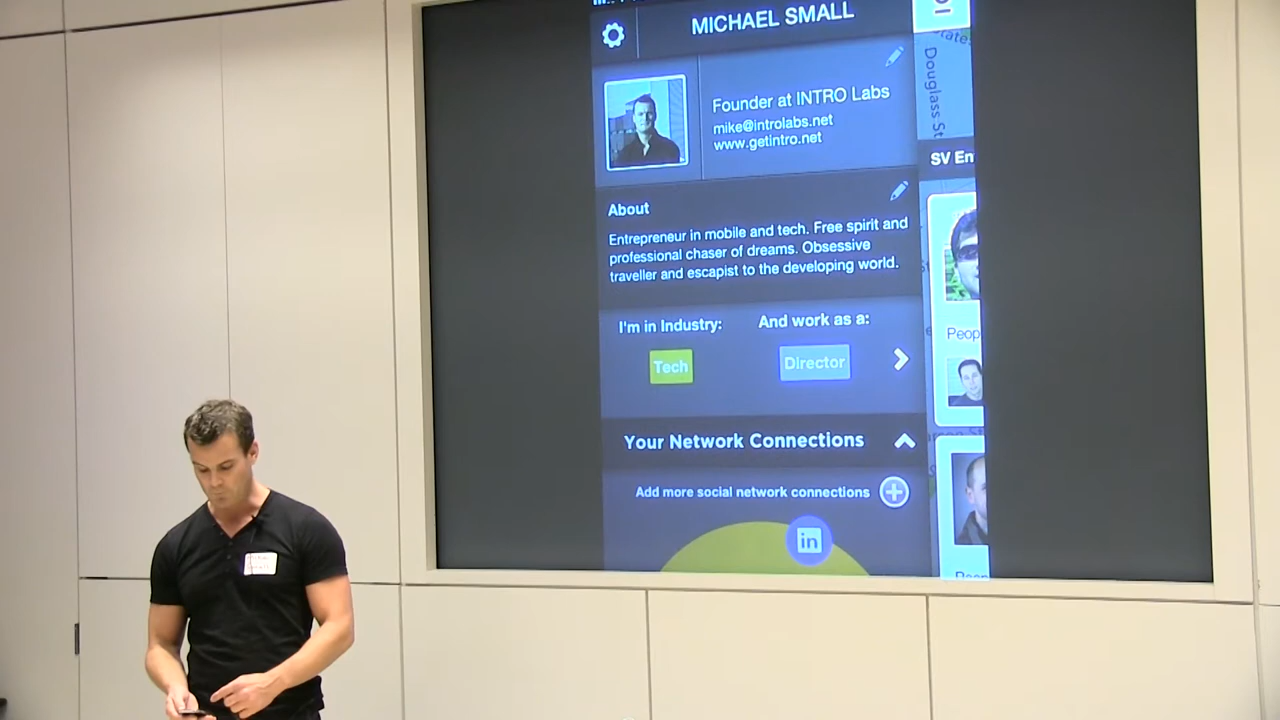 MICHAEL SMALL
Founder at INTRO Labs
mike@introlabs.net
www.getintro.net
About
Entrepreneur in mobile and tech. Free spirit and
professional chaser of dreams. Obsessive
traveller and escapist to the developing world.
I'm in Industry:
And work as a:
Tech
Director
Your Network Connections
Add more social network connections
in
Douglass St
SV En
Peop